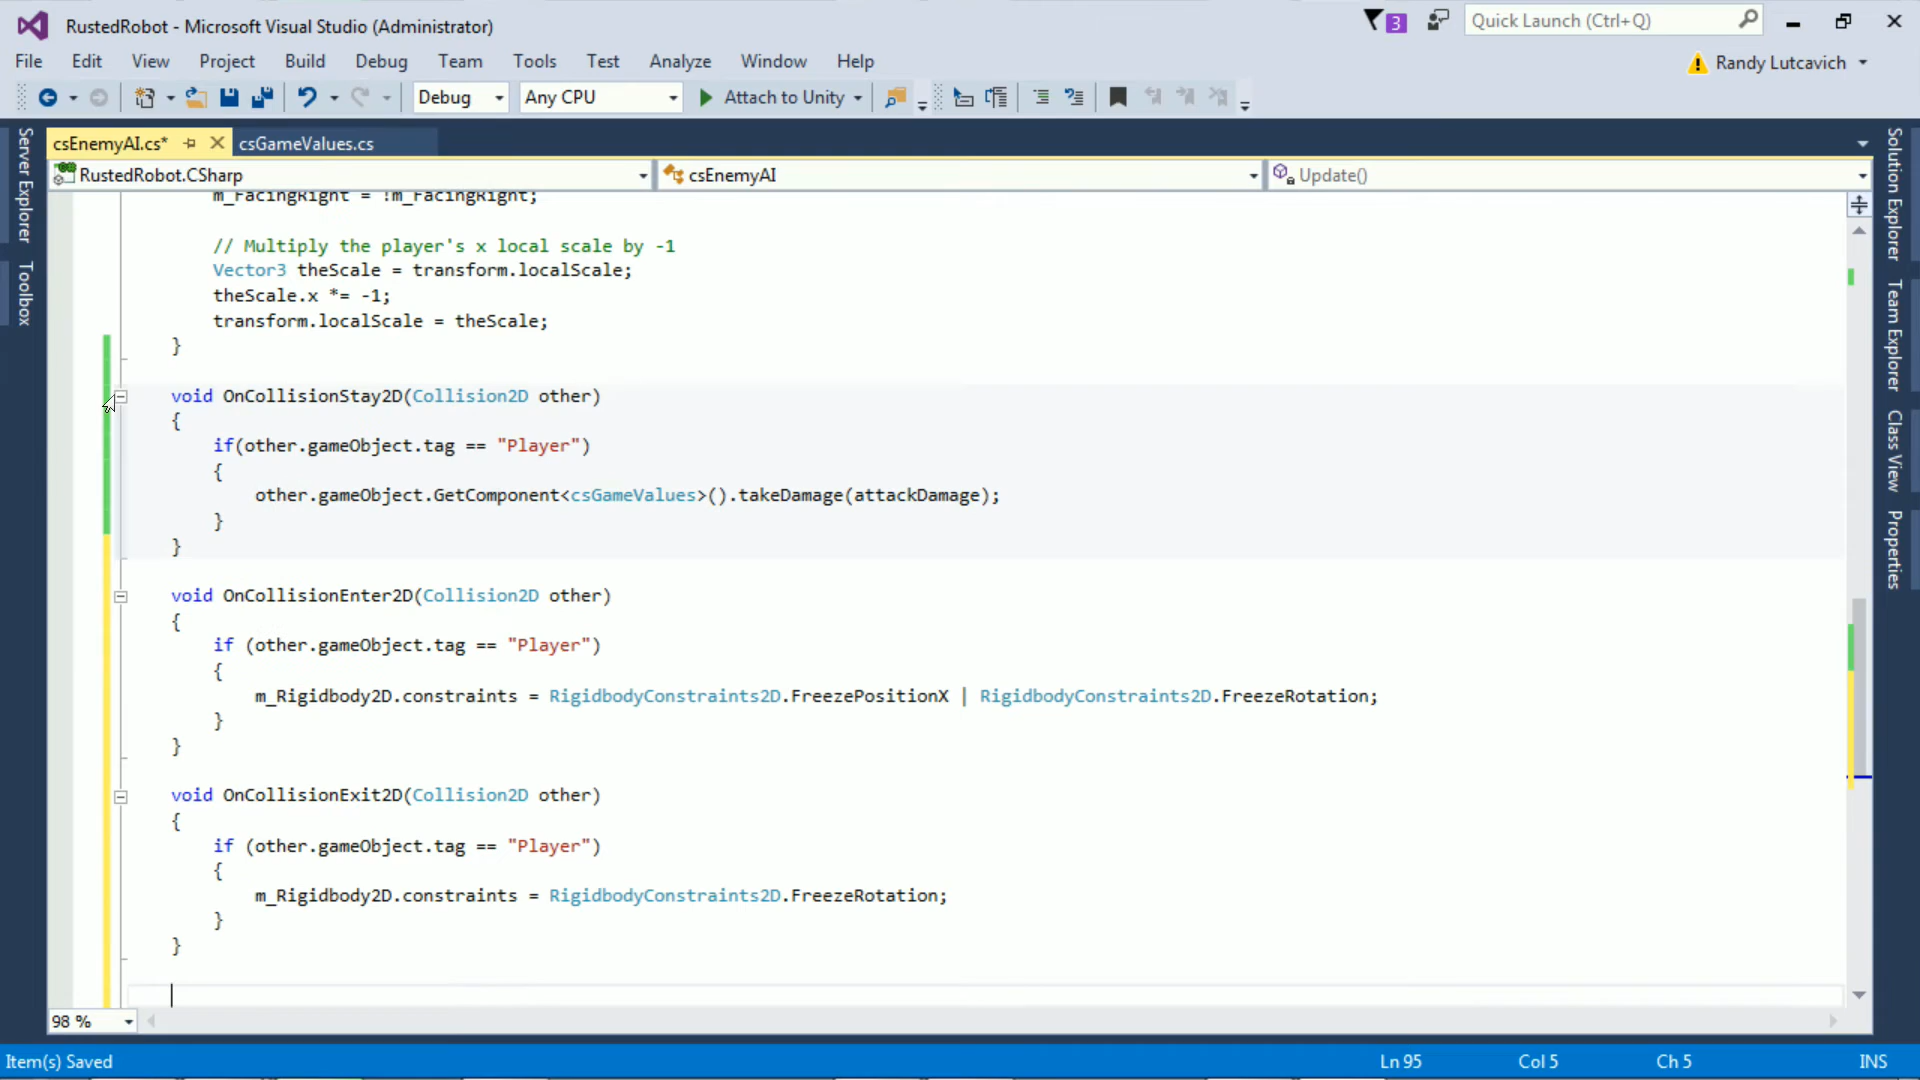 RustedRobot - Microsoft Visual Studio (Administrator)
3
Quick Launch (Ctrl+Q)
File Edit View Project Build Debug Team Tools Test Analyze Window Help
Randy Lutcavich
Debug Any CPU Attach to Unity
csEnemyAI.cs* csGameValues.cs
RustedRobot.CSharp csEnemyAI Update()
Server Explorer
Toolbox
m_FacingRight = !m_FacingRight;
// Multiply the player's x local scale by -1
Vector3 theScale = transform.localScale;
theScale.x *= -1;
transform.localScale = theScale;
}
void OnCollisionStay2D(Collision2D other)
{
if(other.gameObject.tag == "Player")
{
other.gameObject.GetComponent<csGameValues>().takeDamage(attackDamage);
}
}
void OnCollisionEnter2D(Collision2D other)
{
if (other.gameObject.tag == "Player")
{
m_Rigidbody2D.constraints = RigidbodyConstraints2D.FreezePositionX | RigidbodyConstraints2D.FreezeRotation;
}
}
void OnCollisionExit2D(Collision2D other)
{
if (other.gameObject.tag == "Player")
{
m_Rigidbody2D.constraints = RigidbodyConstraints2D.FreezeRotation;
}
}
Solution Explorer
Team Explorer
Class View
Properties
98 %
Item(s) Saved Ln 95 Col 5 Ch 5 INS